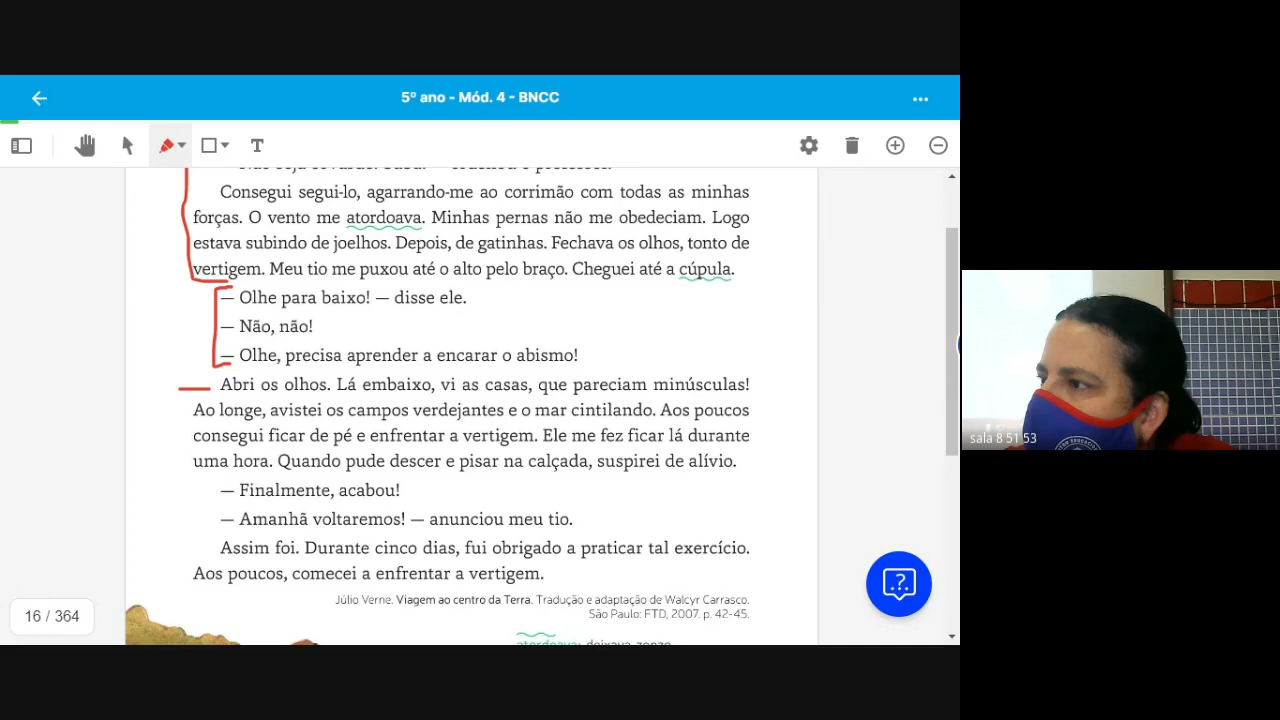 5º ano - Mód. 4 - BNCC
Consegui segui-lo, agarrando-me ao corrimão com todas as minhas
forças. O vento me atordoava. Minhas pernas não me obedeciam. Logo
estava subindo de joelhos. Depois, de gatinhas. Fechava os olhos, tonto de
vertigem. Meu tio me puxou até o alto pelo braço. Cheguei até a cúpula.
— Olhe para baixo! — disse ele.
— Não, não!
— Olhe, precisa aprender a encarar o abismo!
Abri os olhos. Lá embaixo, vi as casas, que pareciam minúsculas!
Ao longe, avistei os campos verdejantes e o mar cintilando. Aos poucos
consegui ficar de pé e enfrentar a vertigem. Ele me fez ficar lá durante
uma hora. Quando pude descer e pisar na calçada, suspirei de alívio.
— Finalmente, acabou!
— Amanhã voltaremos! — anunciou meu tio.
Assim foi. Durante cinco dias, fui obrigado a praticar tal exercício.
Aos poucos, comecei a enfrentar a vertigem.
Júlio Verne. Viagem ao centro da Terra. Tradução e adaptação de Walcyr Carrasco.
São Paulo: FTD, 2007. p. 42-45.
atordoava: deixava zonzo
16 / 364
sala 8 51 53